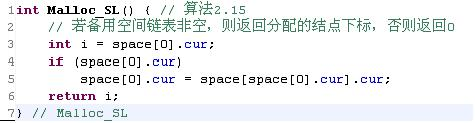 1 int Malloc_SL() { // 算法2.15
2 // 若备用空间链表非空，则返回分配的结点下标，否则返回0
3 int i = space[0].cur;
4 if (space[0].cur)
5 space[0].cur = space[space[0].cur].cur;
6 return i;
7 } // Malloc_SL